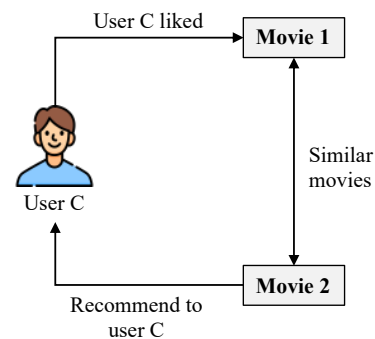 User C liked
Movie 1
Similar
movies
User C
Movie 2
Recommend to
user C